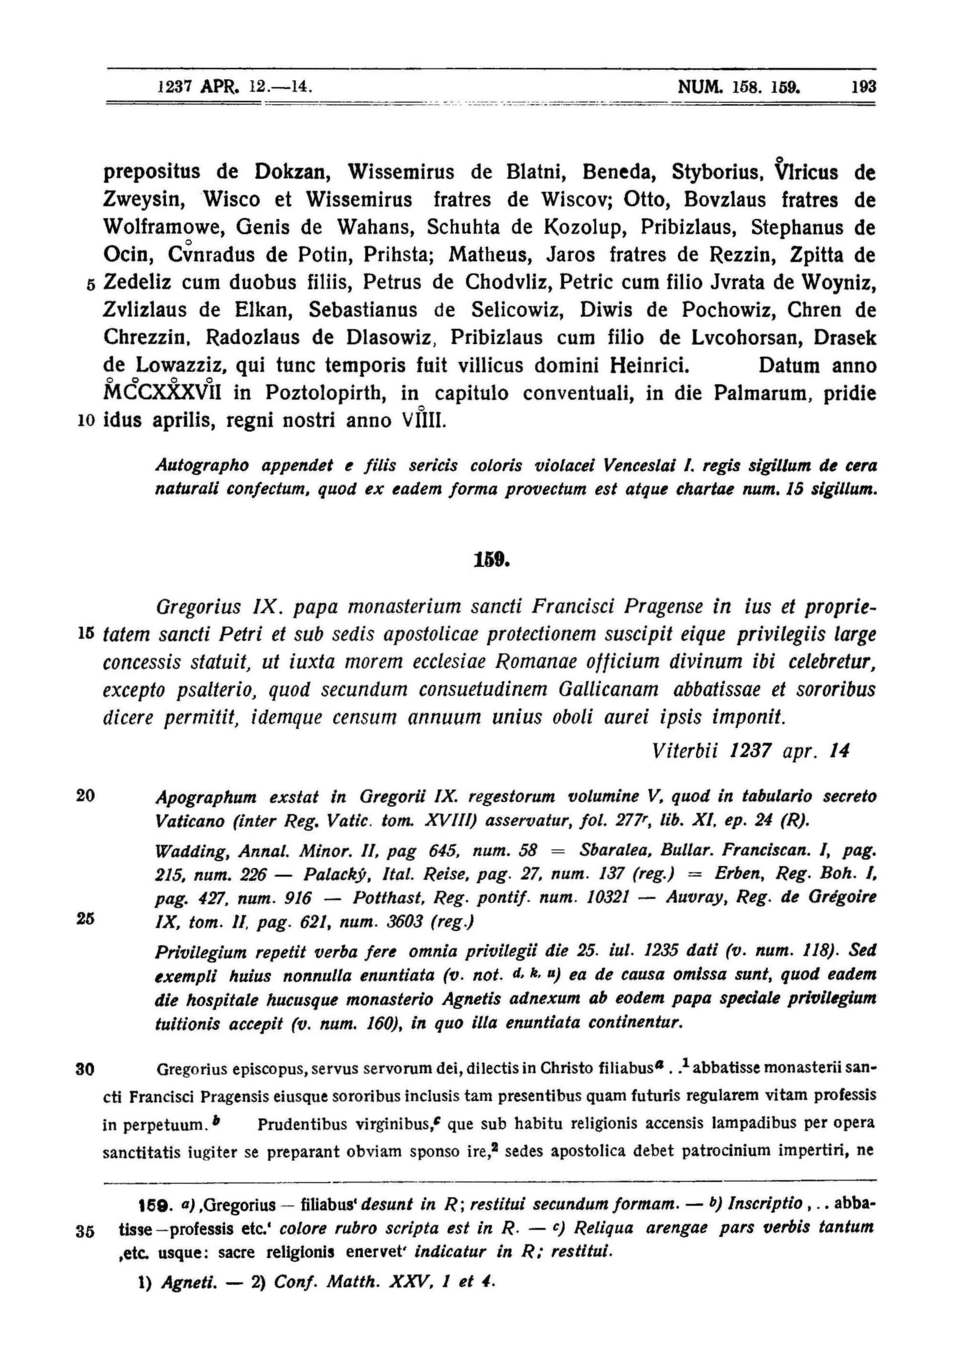 1237 APR. 12.—14. NUM. 158. 159. 193
prepositus de Dokzan, Wissemirus de Blatni, Beneda, Styborius, V̊lricus de
Zweysin, Wisco et Wissemirus fratres de Wiscov; Otto, Bovzlaus fratres de
Wolframowe, Genis de Wahans, Schuhta de Kozolup, Pribizlaus, Stephanus de
Ocin, Cv̊nradus de Potin, Prihsta; Matheus, Jaros fratres de Rezzin, Zpitta de
5 Zedeliz cum duobus filiis, Petrus de Chodvliz, Petric cum filio Jvrata de Woyniz,
Zvlizlaus de Elkan, Sebastianus de Selicowiz, Diwis de Pochowiz, Chren de
Chrezzin, Radozlaus de Dlasowiz, Pribizlaus cum filio de Lvcohorsan, Drasek
de Lowazziz, qui tunc temporis fuit villicus domini Heinrici. Datum anno
M̊C̊CXX̊XVI̊I in Poztolopirth, in capitulo conventuali, in die Palmarum, pridie
10 idus aprilis, regni nostri anno VI̊III.
Autographo appendet e filis sericis coloris violacei Venceslai I. regis sigillum de cera
naturali confectum, quod ex eadem forma provectum est atque chartae num. 15 sigillum.
159.
Gregorius IX. papa monasterium sancti Francisci Pragense in ius et proprie-
15 tatem sancti Petri et sub sedis apostolicae protectionem suscipit eique privilegiis large
concessis statuit, ut iuxta morem ecclesiae Romanae officium divinum ibi celebretur,
excepto psalterio, quod secundum consuetudinem Gallicanam abbatissae et sororibus
dicere permitit, idemque censum annuum unius oboli aurei ipsis imponit.
Viterbii 1237 apr. 14
20 Apographum exstat in Gregorii IX. regestorum volumine V, quod in tabulario secreto
Vaticano (inter Reg. Vatic. tom. XVIII) asservatur, fol. 277r, lib. XI, ep. 24 (R).
Wadding, Annal. Minor. II, pag 645, num. 58 = Sbaralea, Bullar. Franciscan. I, pag.
215, num. 226 — Palacký, Ital. Reise, pag. 27, num. 137 (reg.) = Erben, Reg. Boh. I,
pag. 427, num. 916 — Potthast, Reg. pontif. num. 10321 — Auvray, Reg. de Grégoire
25 IX, tom. II, pag. 621, num. 3603 (reg.)
Privilegium repetit verba fere omnia privilegii die 25. iul. 1235 dati (v. num. 118). Sed
exempli huius nonnulla enuntiata (v. not. d, k, u) ea de causa omissa sunt, quod eadem
die hospitale hucusque monasterio Agnetis adnexum ab eodem papa speciale privilegium
tuitionis accepit (v. num. 160), in quo illa enuntiata continentur.
30 Gregorius episcopus, servus servorum dei, dilectis in Christo filiabus a . . 1 abbatisse monasterii san-
cti Francisci Pragensis eiusque sororibus inclusis tam presentibus quam futuris regularem vitam professis
in perpetuum. b Prudentibus virginibus, c que sub habitu religionis accensis lampadibus per opera
sanctitatis iugiter se preparant obviam sponso ire, 2 sedes apostolica debet patrocinium impertiri, ne
159. a) ‚Gregorius — filiabus' desunt in R; restitui secundum formam. — b) Inscriptio ‚. . abba-
35 tisse—professis etc.' colore rubro scripta est in R. — c) Reliqua arengae pars verbis tantum
‚etc. usque: sacre religionis enervet' indicatur in R; restitui.
1) Agneti. — 2) Conf. Matth. XXV, 1 et 4.